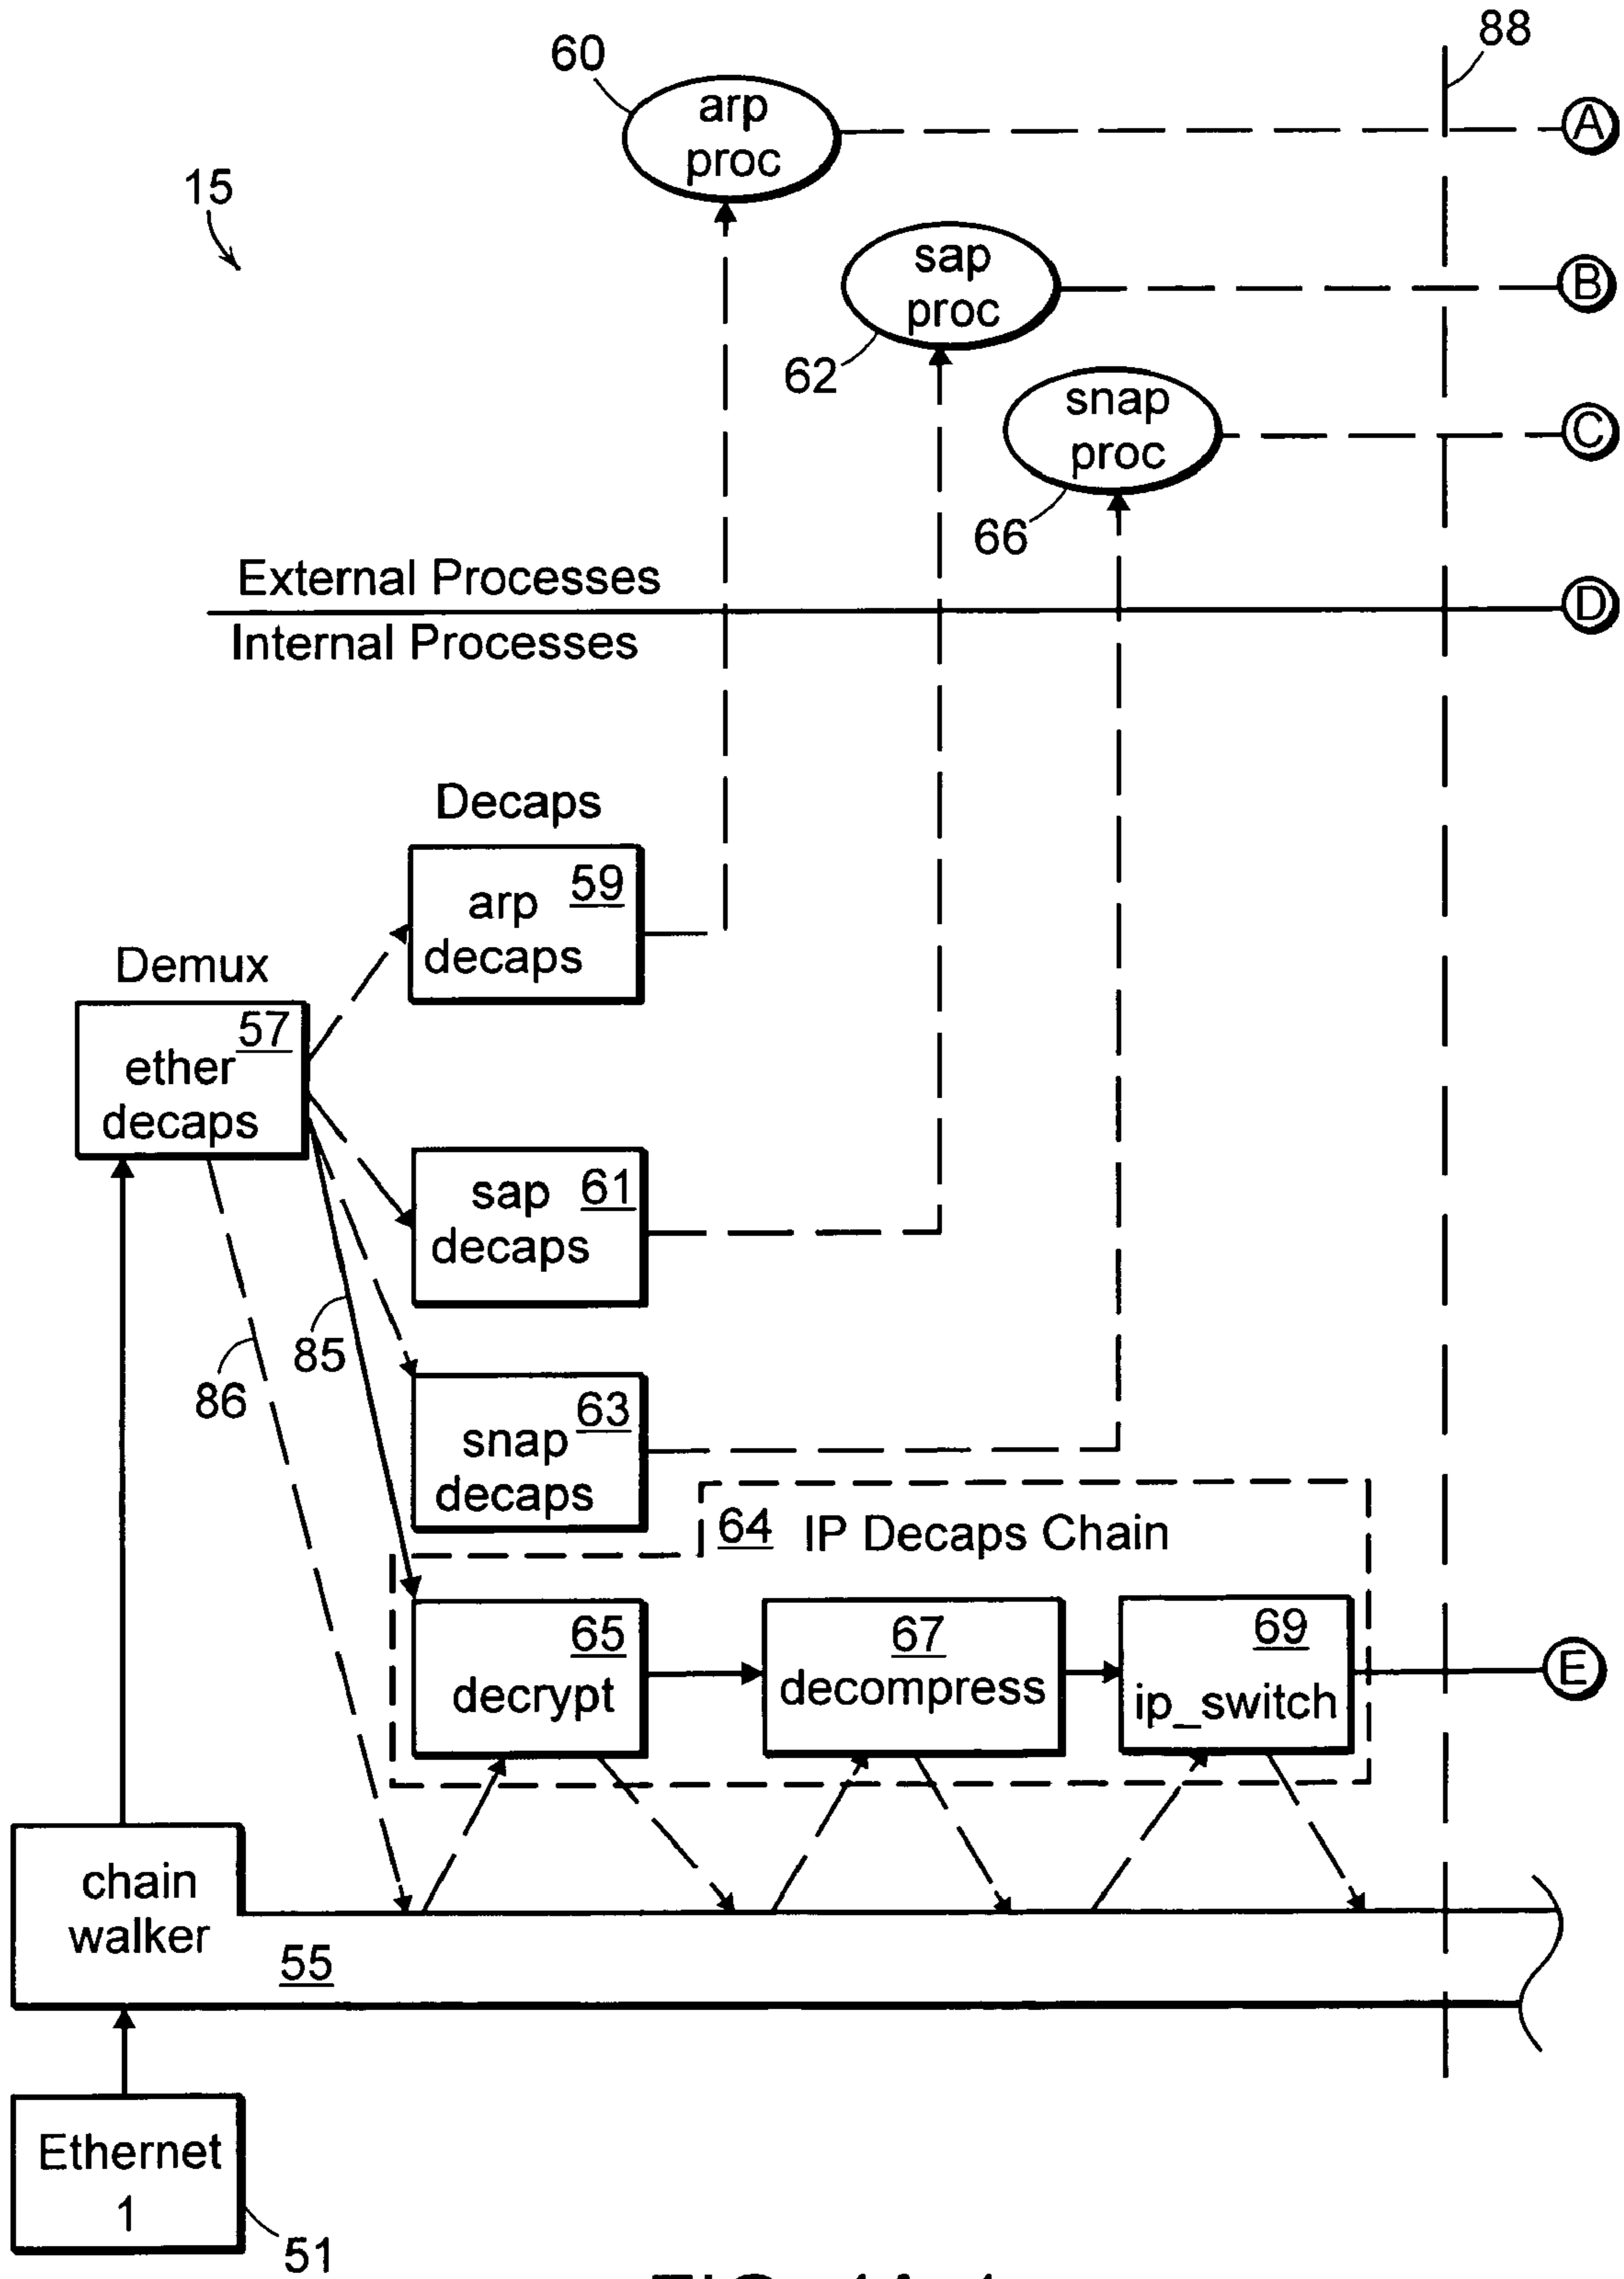 60
88
arp
proc
A
15
sap
proc
B
62
snap
proc
C
66
External Processes
D
Internal Processes
Decaps
59
arp
decaps
Demux
57
ether
decaps
sap 61
decaps
85
86
63
snap
decaps
64 IP Decaps Chain
65
decrypt
67
decompress
69
ip_switch
E
chain
walker
55
Ethernet
1
51